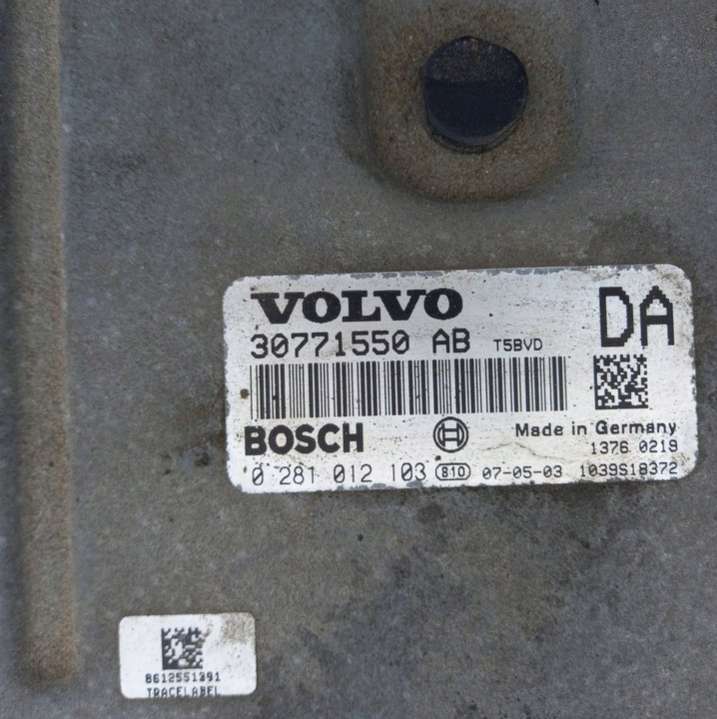 VOLVO
DA
30771550 AB T5BVD
BOSCH
Made in Germany
1376 0219
0 281 012 103 810 07-05-03 1039S18372
8612551391
TRACELABEL